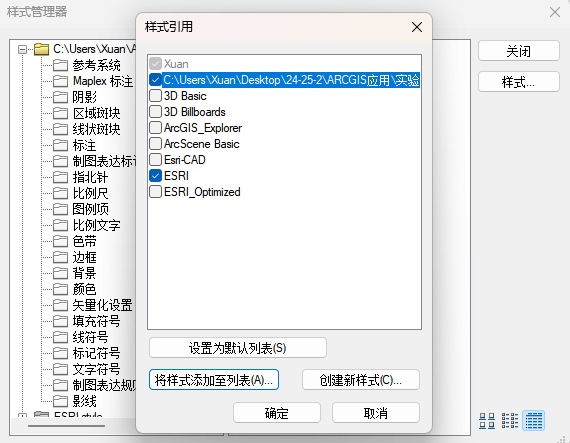 样式管理器
样式引用
C:\Users\Xuan\A
参考系统
Maplex 标注
阴影
区域斑块
线状斑块
标注
制图表达标记
指北针
比例尺
图例项
比例文字
色带
边框
背景
颜色
矢量化设置
填充符号
线符号
标记符号
文字符号
制图表达规则
影线
ESRI.style
Xuan
C:\Users\Xuan\Desktop\24-25-2\ARCGIS应用\实验
3D Basic
3D Billboards
ArcGIS_Explorer
ArcScene Basic
Esri-CAD
ESRI
ESRI_Optimized
设置为默认列表(S)
将样式添加至列表(A)...
创建新样式(C)...
确定
取消
关闭
样式...